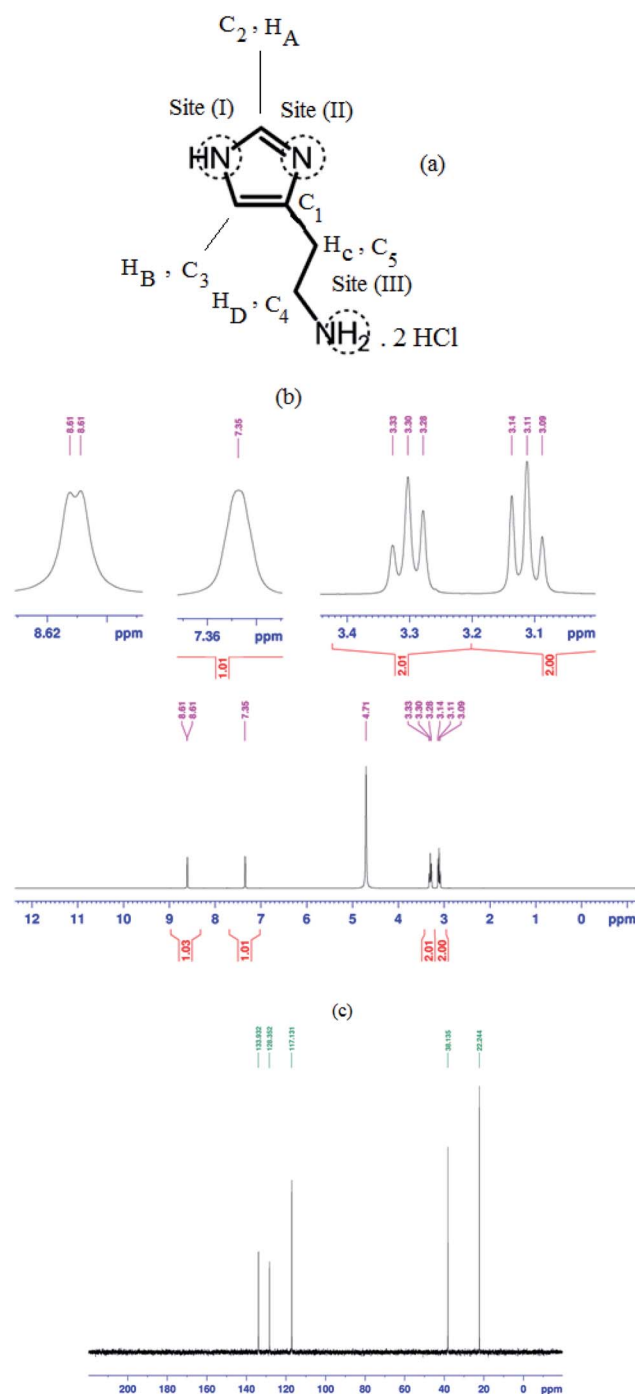 C2 , HA
Site (I) Site (II)
HN N (a)
C1
HB , C3
Hc , C5
Site (III)
HD , C4
NH2 . 2 HCl
(b)
8.61 8.61 7.35 3.33 3.30 3.28 3.14 3.11 3.09
8.62 ppm 7.36 ppm 3.4 3.3 3.2 3.1 ppm
1.01 2.01 2.00
8.61 8.61 7.35 4.71 3.33 3.30 3.28 3.14 3.11 3.09
12 11 10 9 8 7 6 5 4 3 2 1 0 ppm
1.03 1.01 2.01 2.00
(c)
133.932 128.352 117.131 38.135 22.244
200 180 160 140 120 100 80 60 40 20 0 ppm